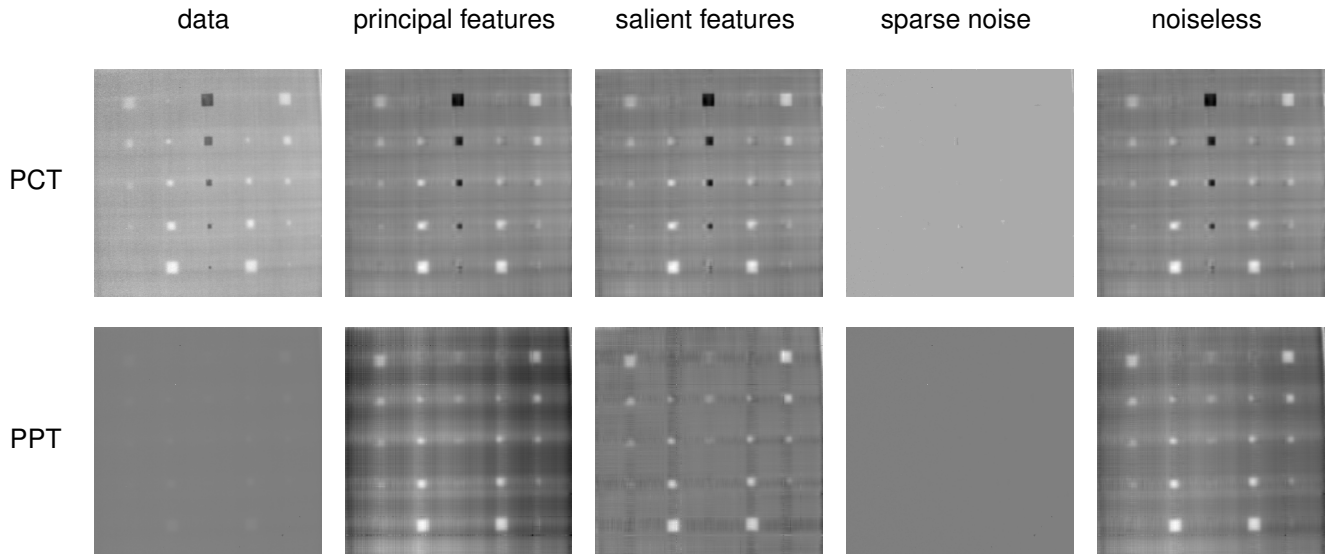 data principal features salient features sparse noise noiseless
PCT
PPT